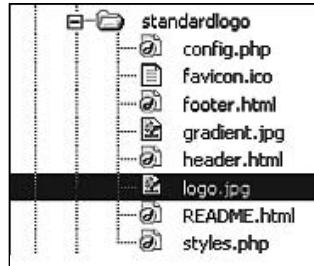 standardlogo
config.php
favicon.ico
footer.html
gradient.jpg
header.html
logo.jpg
README.html
styles.php